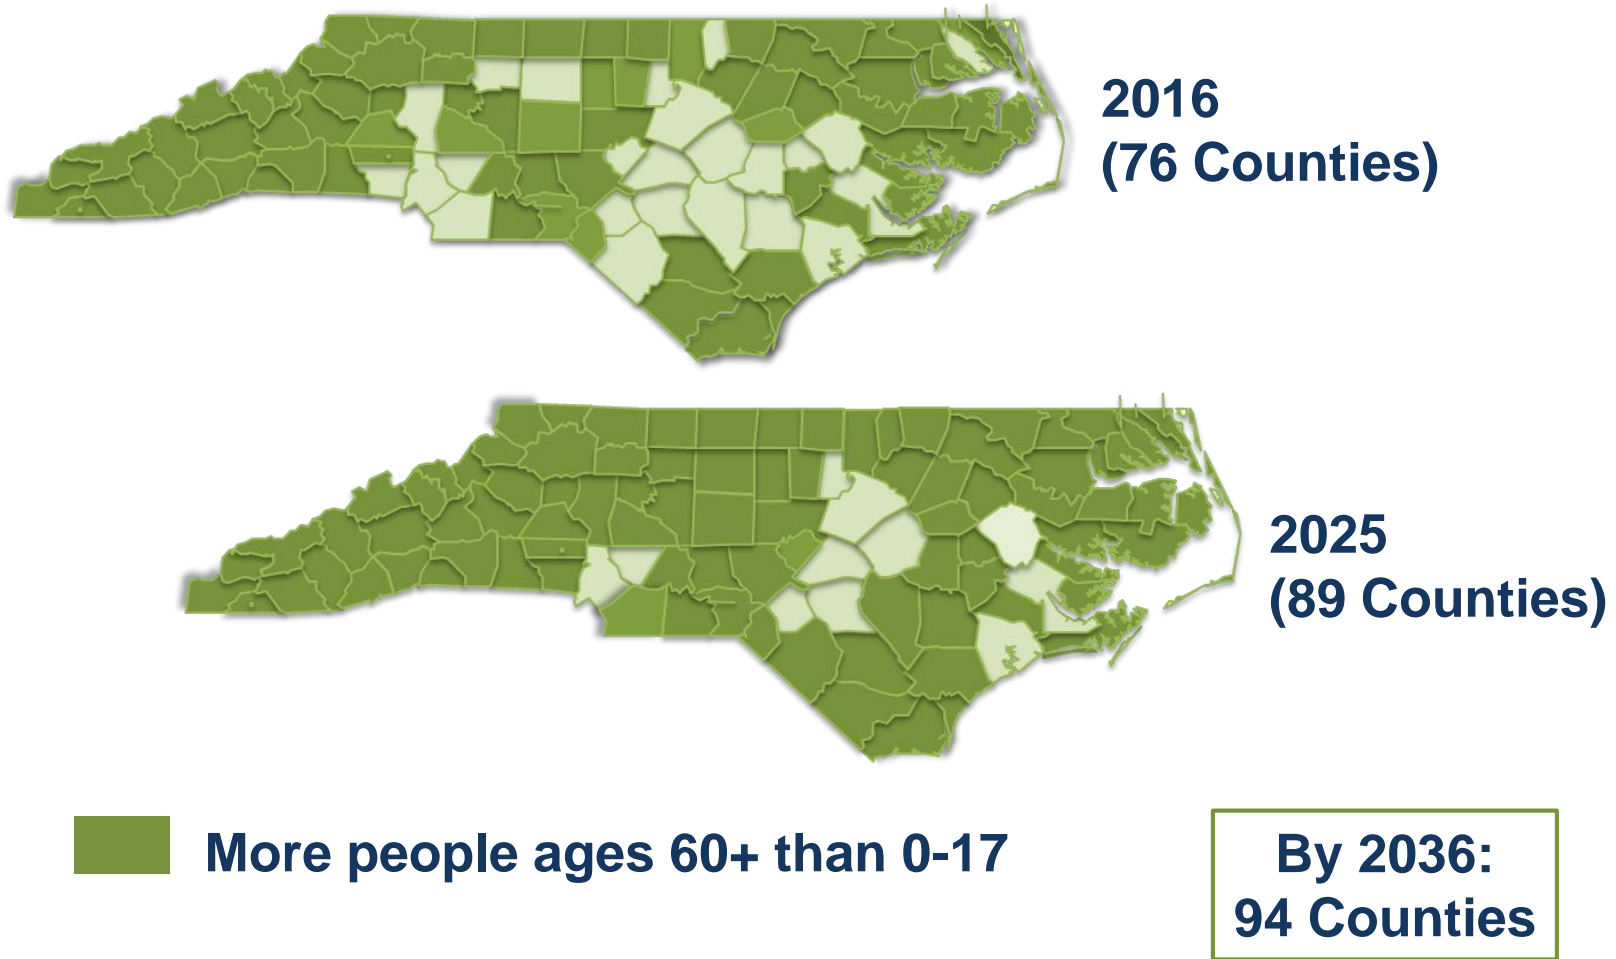 2016
(76 Counties)
2025
(89 Counties)
More people ages 60+ than 0-17
By 2036:
94 Counties